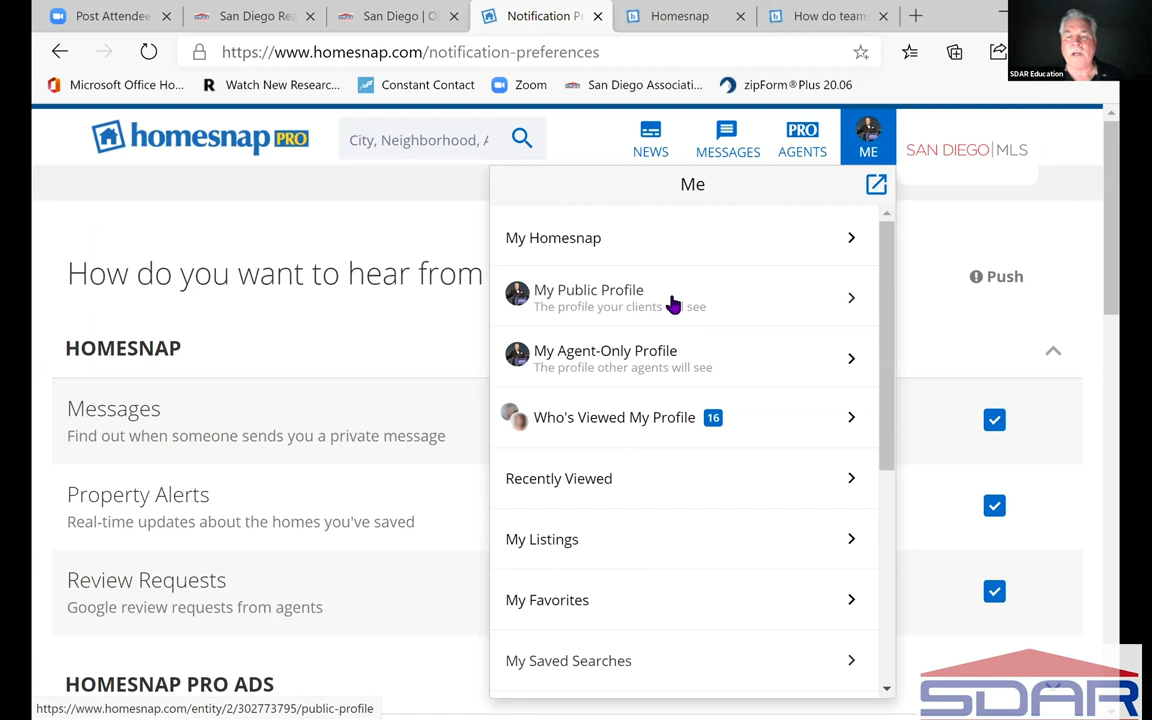 Post Attendee
San Diego Rea
San Diego | O
Notification Pr
Homesnap
How do team
https://www.homesnap.com/notification-preferences
SDAR Education
Microsoft Office Ho...
Watch New Researc...
Constant Contact
Zoom
San Diego Associati...
zipForm®Plus 20.06
homesnap PRO
City, Neighborhood, A
NEWS
MESSAGES
PRO
AGENTS
ME
SAN DIEGO|MLS
Me
My Homesnap
How do you want to hear from
Push
My Public Profile
The profile your clients will see
HOMESNAP
My Agent-Only Profile
The profile other agents will see
Messages
Find out when someone sends you a private message
Who's Viewed My Profile 16
Recently Viewed
Property Alerts
Real-time updates about the homes you've saved
My Listings
Review Requests
Google review requests from agents
My Favorites
My Saved Searches
HOMESNAP PRO ADS
https://www.homesnap.com/entity/2/302773795/public-profile
SDAR